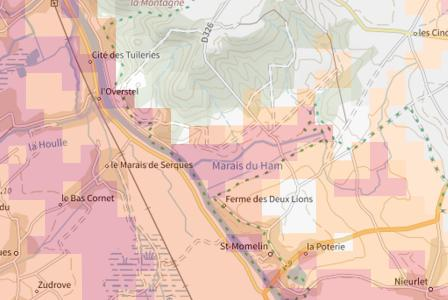 la Montagne
D326
les Cinq
Cité des Tuileries
l'Overstel
la Houlle
le Marais de Serques
Marais du Ham
le Bas Cornet
Ferme des Deux Lions
St-Momelin
la Poterie
Zudrove
Nieurlet